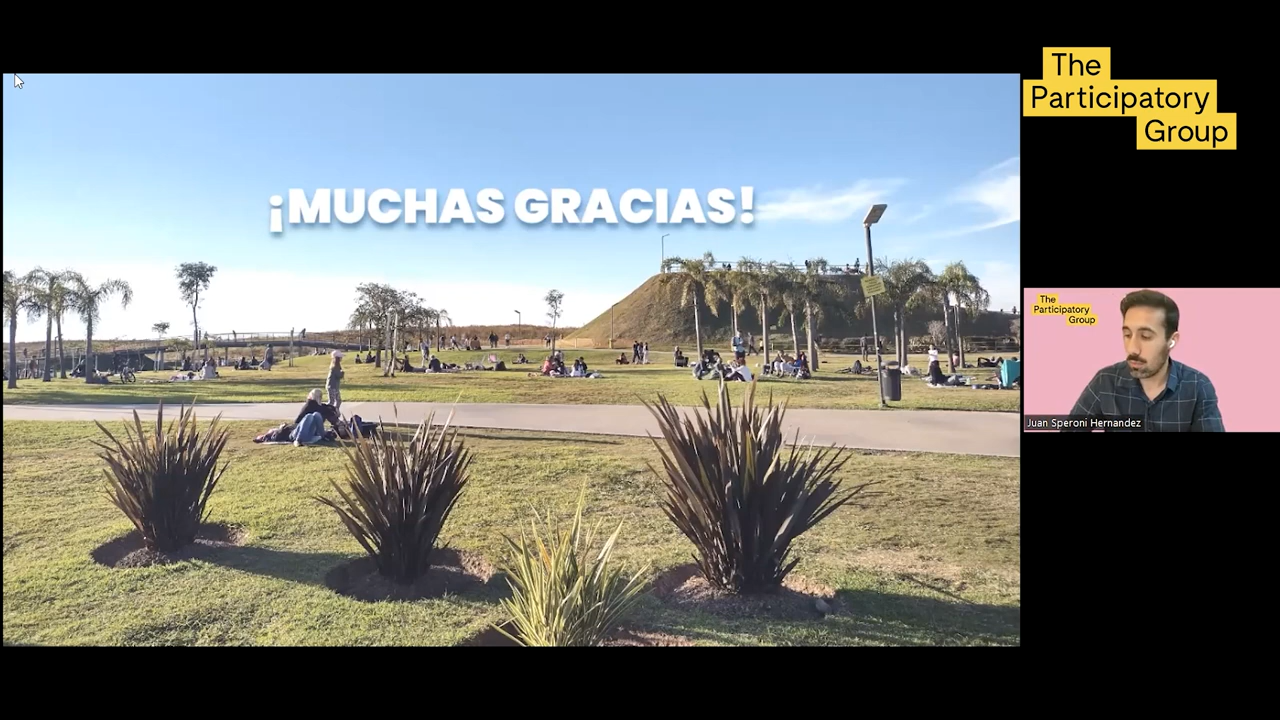 ¡MUCHAS GRACIAS!
The
Participatory
Group
The
Participatory
Group
Juan Speroni Hernandez